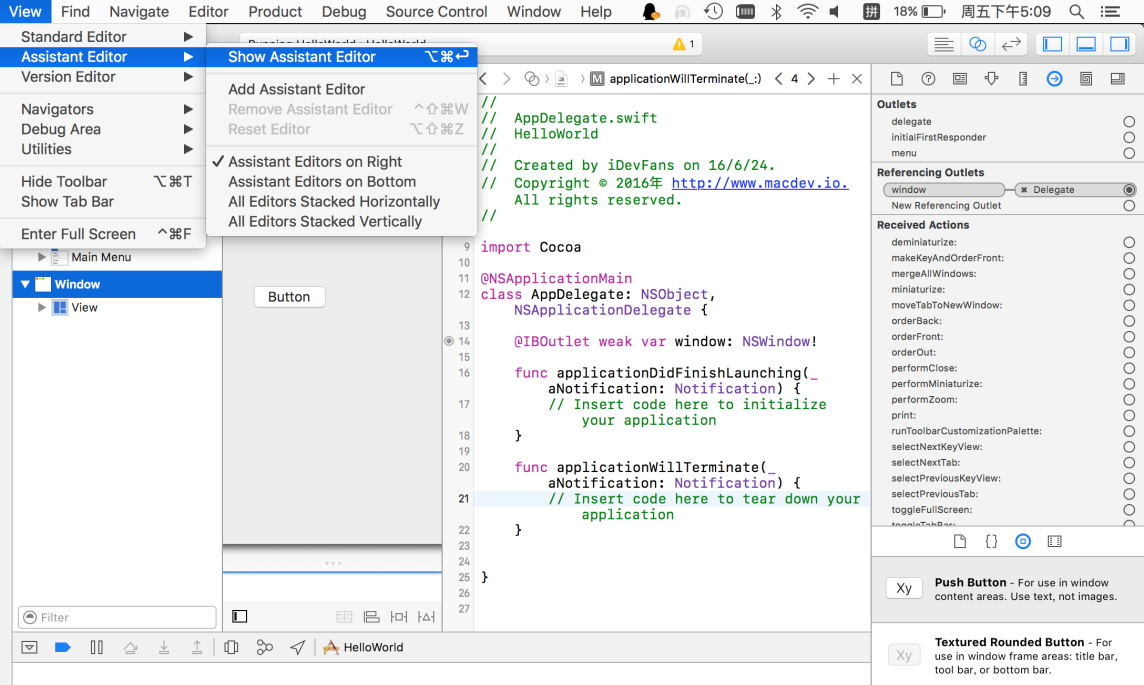 View Find Navigate Editor Product Debug Source Control Window Help 拼 18% 周五下午5:09
Standard Editor
Assistant Editor
Version Editor
Navigators
Debug Area
Utilities
Hide Toolbar ⌥⌘T
Show Tab Bar
Enter Full Screen ^⌘F
Show Assistant Editor ⌥⌘↩
Add Assistant Editor
Remove Assistant Editor ^⇧⌘W
Reset Editor ⌥⇧⌘Z
✓ Assistant Editors on Right
Assistant Editors on Bottom
All Editors Stacked Horizontally
All Editors Stacked Vertically
1
M applicationWillTerminate(_:) 4
Main Menu
Window
View
Button
Filter
//
// AppDelegate.swift
// HelloWorld
//
// Created by iDevFans on 16/6/24.
// Copyright © 2016年 http://www.macdev.io.
All rights reserved.
//
9 import Cocoa
10
11 @NSApplicationMain
12 class AppDelegate: NSObject,
NSApplicationDelegate {
13
14 @IBOutlet weak var window: NSWindow!
15
16 func applicationDidFinishLaunching(_
aNotification: Notification) {
17 // Insert code here to initialize
your application
18 }
19
20 func applicationWillTerminate(_
aNotification: Notification) {
21 // Insert code here to tear down your
application
22 }
23
24
25 }
26
27
Outlets
delegate
initialFirstResponder
menu
Referencing Outlets
window Delegate
New Referencing Outlet
Received Actions
deminiaturize:
makeKeyAndOrderFront:
mergeAllWindows:
miniaturize:
moveTabToNewWindow:
orderBack:
orderFront:
orderOut:
performClose:
performMiniaturize:
performZoom:
print:
runToolbarCustomizationPalette:
selectNextKeyView:
selectNextTab:
selectPreviousKeyView:
selectPreviousTab:
toggleFullScreen:
toggleTabBar:
{}
Xy
Push Button - For use in window
content areas. Use text, not images.
Xy
Textured Rounded Button - For
use in window frame areas: title bar,
tool bar, or bottom bar.
HelloWorld